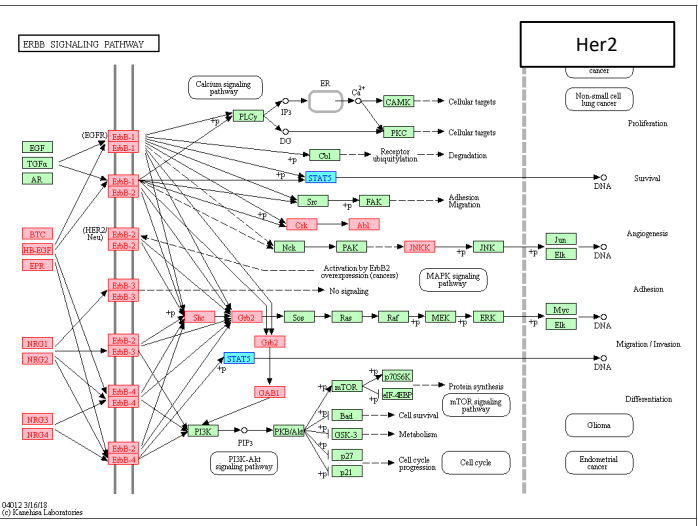 ERBB SIGNALING PATHWAY
Her2
cancer
Non-small cell
lung cancer
Calcium signaling
pathway
ER
Ca2+
IP3
DG
PLCγ
CAMK
PKC
Cellular targets
Cellular targets
Proliferation
(EGFR)
ErbB-1
ErbB-1
+p
EGF
TGFα
AR
Cbl
+p
Receptor
ubiquitylation
Degradation
ErbB-1
ErbB-2
+p
STAT5
DNA
Survival
+p
Src
FAK
+p
Adhesion
Migration
+p
Crk
Abl
BTC
HB-EGF
EPR
(HER2/
Neu)
ErbB-2
ErbB-2
Nck
PAK
JNKK
+p
JNK
+p
Jun
Elk
DNA
Angiogenesis
Activation by ErbB2
overexpression (cancers)
No signaling
MAPK signaling
pathway
ErbB-3
ErbB-3
Adhesion
+p
Shc
Grb2
Sos
Ras
Raf
+p
MEK
+p
ERK
+p
Myc
Elk
DNA
NRG1
NRG2
ErbB-2
ErbB-3
Grb2
+p
STAT5
DNA
Migration / Invasion
ErbB-4
ErbB-4
GAB1
+p
mTOR
+p
p70S6K
eIF-4EBP
+p
Protein synthesis
mTOR signaling
pathway
Differentiation
NRG3
NRG4
+p
Bad
Cell survival
Glioma
PI3K
PIP3
PKB/Akt
+p
GSK-3
Metabolism
ErbB-2
ErbB-4
PI3K-Akt
signaling pathway
+p
p27
+p
p21
Cell cycle
progression
Cell cycle
Endometrial
cancer
04012 3/16/18
(c) Kanehisa Laboratories